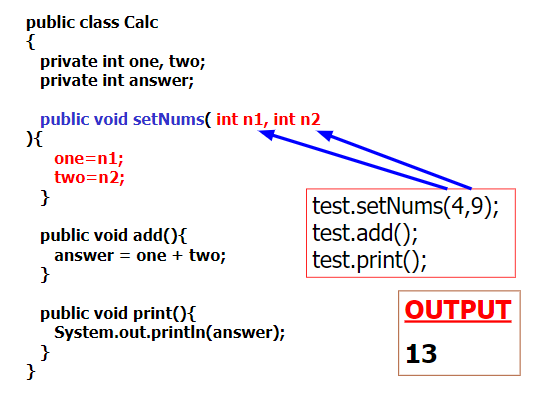 public class Calc
{
private int one, two;
private int answer;
public void setNums( int n1, int n2
){
one=n1;
two=n2;
}
public void add(){
answer = one + two;
}
public void print(){
System.out.println(answer);
}
}
test.setNums(4,9);
test.add();
test.print();
OUTPUT
13